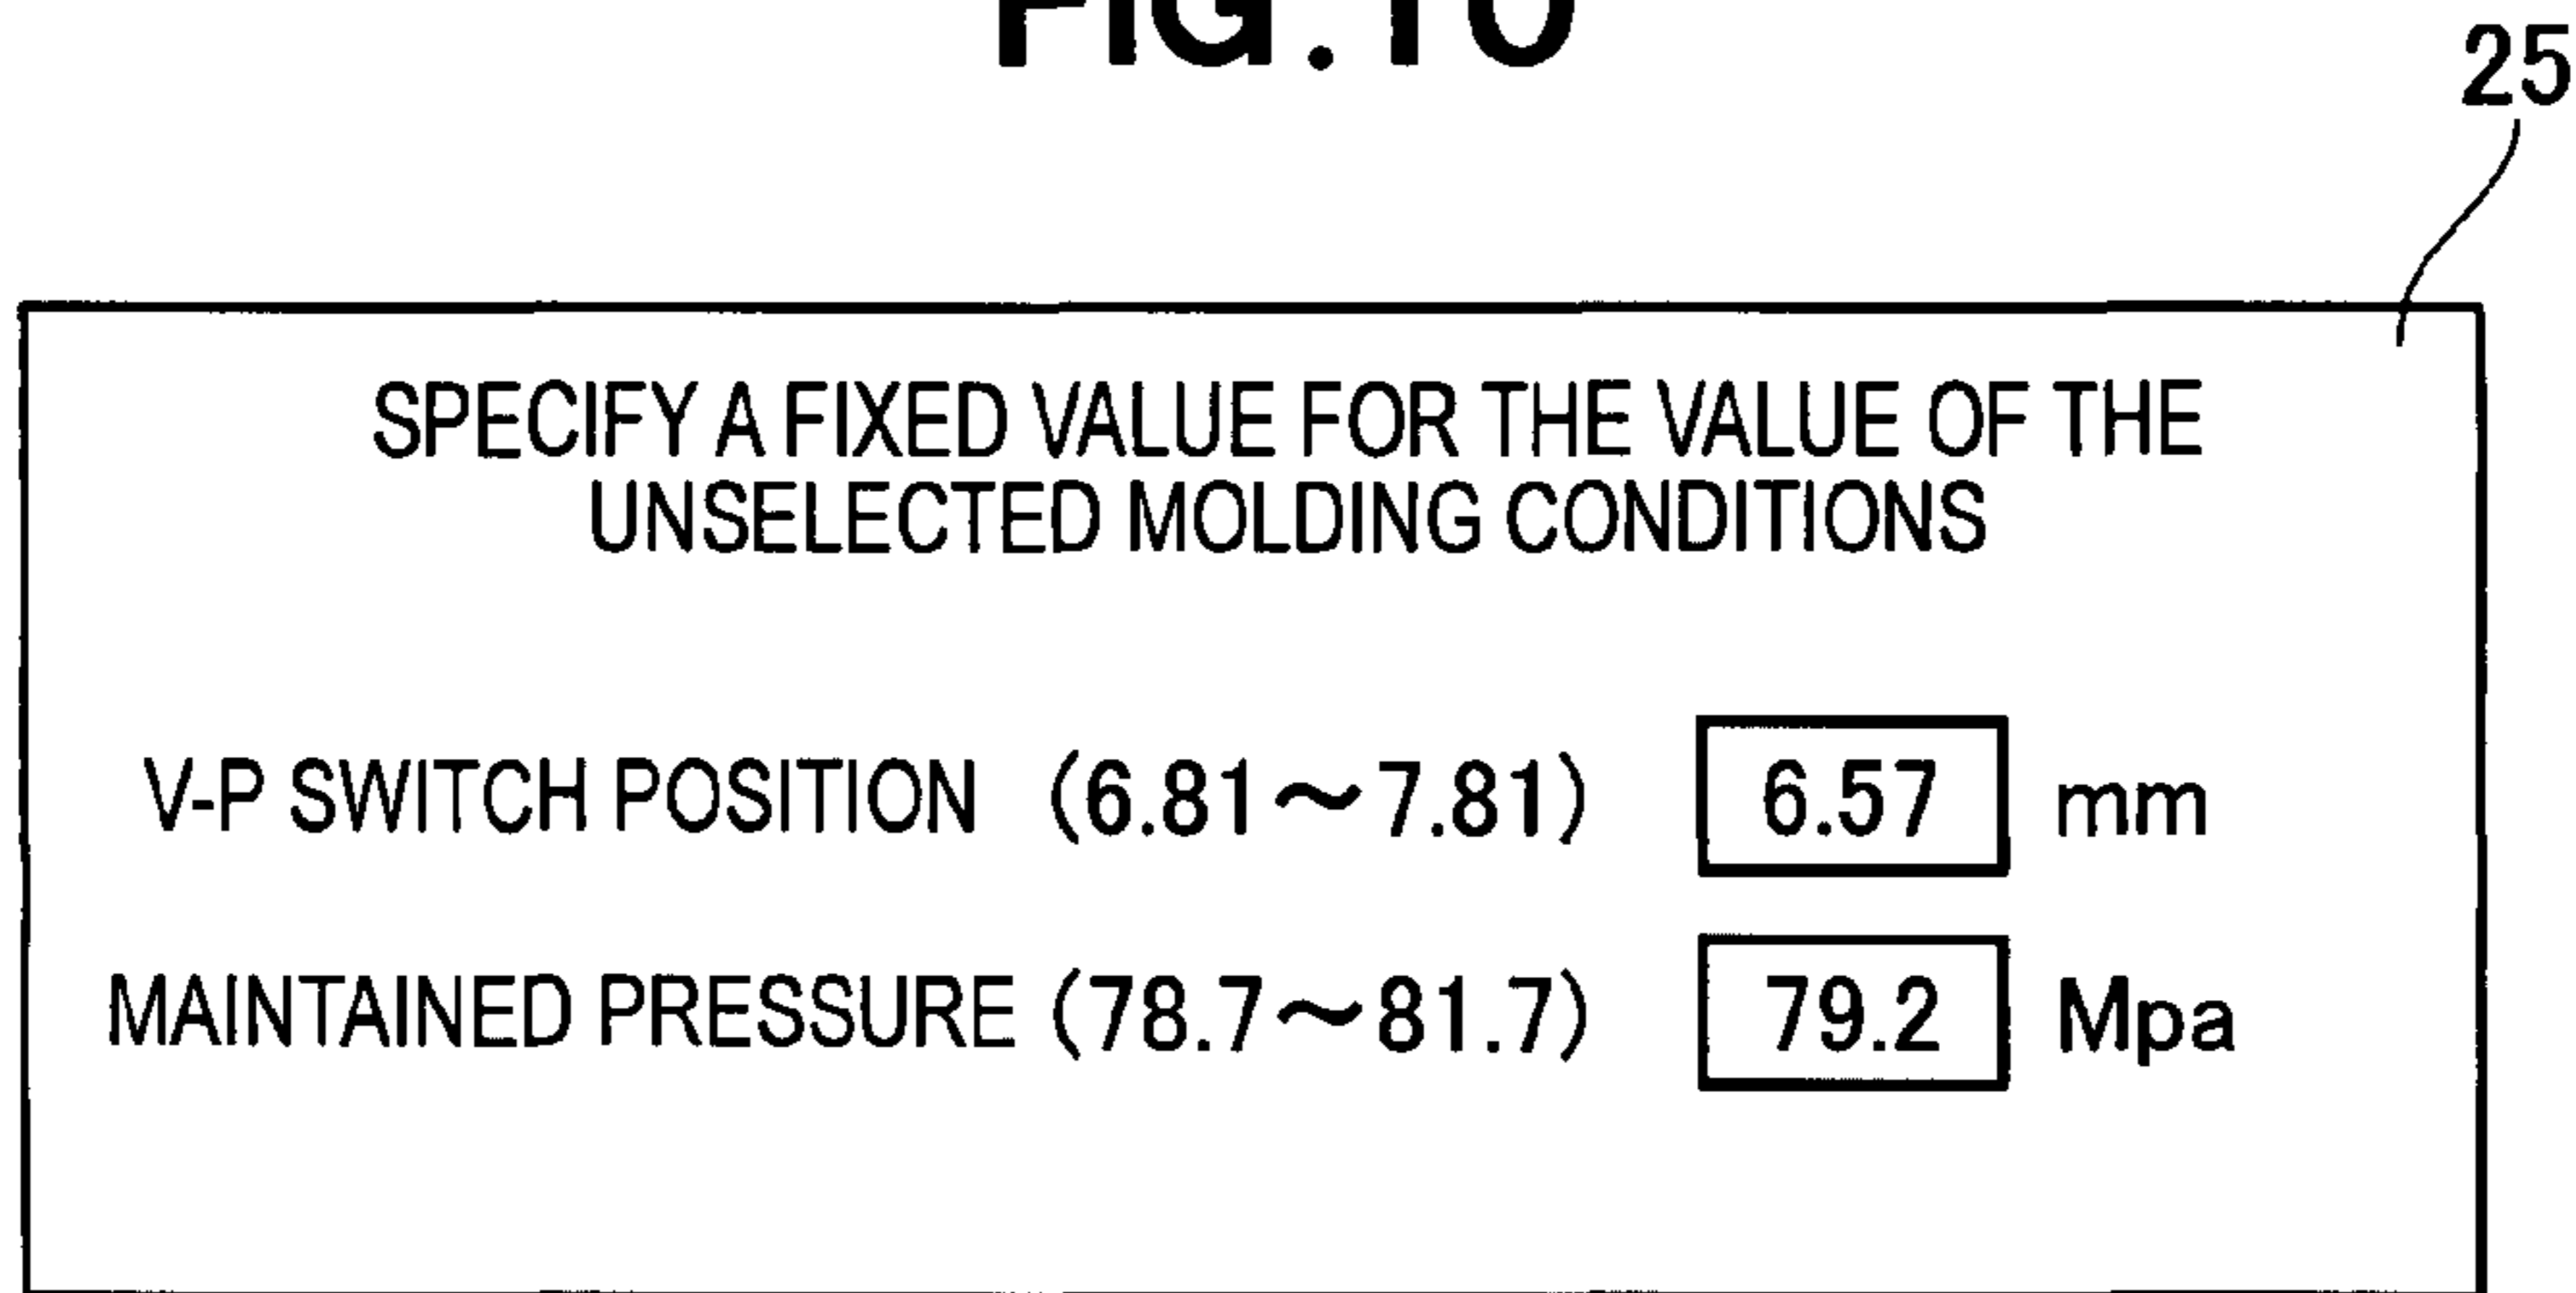 FIG.10
25
SPECIFY A FIXED VALUE FOR THE VALUE OF THE
UNSELECTED MOLDING CONDITIONS
V-P SWITCH POSITION (6.81～7.81) 6.57 mm
MAINTAINED PRESSURE (78.7～81.7) 79.2 Mpa